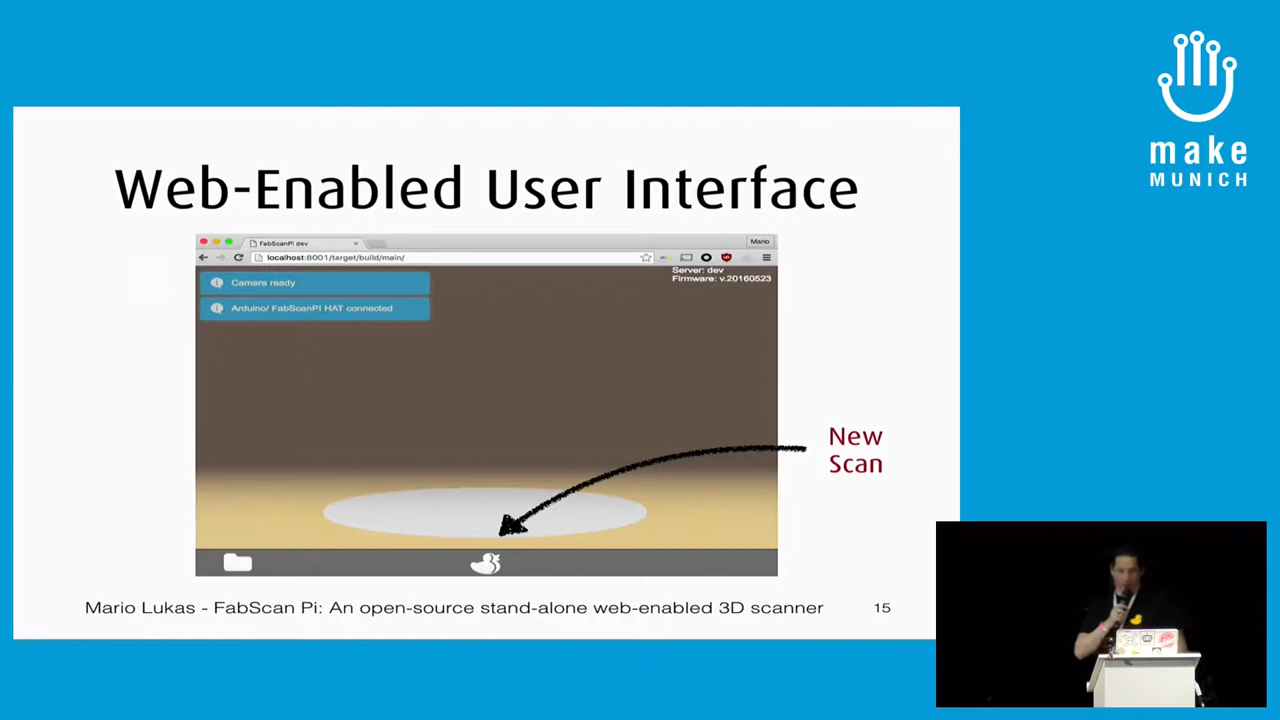 make
MUNICH
Web-Enabled User Interface
FabScanPi dev
Mario
localhost:8001/target/build/main/
Server: dev
Firmware: v.20160523
Camera ready
Arduino/ FabScanPI HAT connected
New
Scan
Mario Lukas - FabScan Pi: An open-source stand-alone web-enabled 3D scanner
15